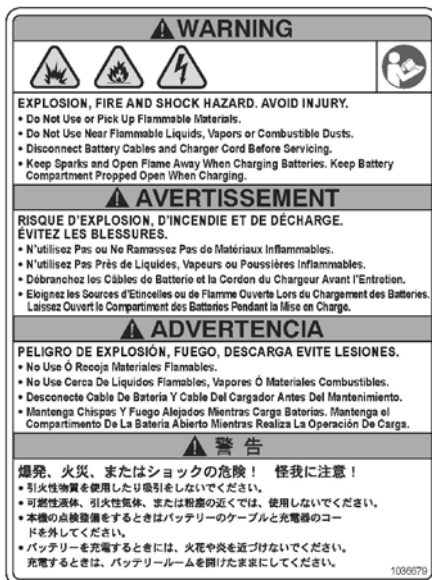 WARNING
EXPLOSION, FIRE AND SHOCK HAZARD. AVOID INJURY.
• Do Not Use or Pick Up Flammable Materials.
• Do Not Use Near Flammable Liquids, Vapors or Combustible Dusts.
• Disconnect Battery Cables and Charger Cord Before Servicing.
• Keep Sparks and Open Flame Away When Charging Batteries. Keep Battery
Compartment Propped Open When Charging.
AVERTISSEMENT
RISQUE D'EXPLOSION, D'INCENDIE ET DE DÉCHARGE.
ÉVITEZ LES BLESSURES.
• N'utilisez Pas ou Ne Ramassez Pas de Matériaux Inflammables.
• N'utilisez Pas Près de Liquides, Vapeurs ou Poussières Inflammables.
• Débranchez les Câbles de Batterie et la Cordon du Chargeur Avant l'Entretien.
• Eloignez les Sources d'Etincelles ou de Flamme Ouverte Lors du Chargement des Batteries.
Laissez Ouvert le Compartiment des Batteries Pendant la Mise en Charge.
ADVERTENCIA
PELIGRO DE EXPLOSIÓN, FUEGO, DESCARGA EVITE LESIONES.
• No Use Ó Recoja Materiales Flamables.
• No Use Cerca De Liquidos Flamables, Vapores Ó Materiales Combustibles.
• Desconecte Cable De Bateria Y Cable Del Cargador Antes Del Mantenimiento.
• Mantenga Chispas Y Fuego Alejados Mientras Carga Baterias. Mantenga el
Compartimento De La Bateria Abierto Mientras Realiza La Operación De Carga.
警告
爆発、火災、またはショックの危険！ 怪我に注意！
• 引火性物質を使用したり吸引をしないでください。
• 可燃性液体、引火性気体、または粉塵の近くでは、使用しないでください。
• 本機の点検整備をするときはバッテリーのケーブルと充電器のコー
ドを外してください。
• バッテリーを充電するときには、火花や炎を近づけないでください。
充電するときは、バッテリールームを開けたままにしてください。
1036679